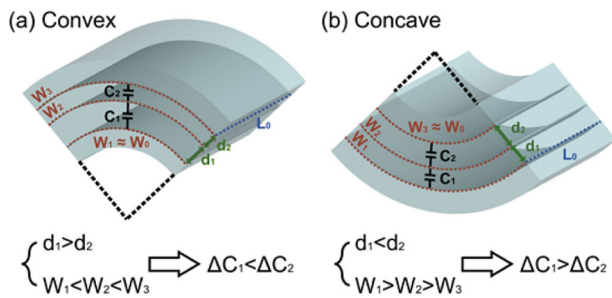 (a) Convex
W₃
W₂
C₂
C₁
W₁ ≈ W₀
L₀
d₂
d₁
d₁>d₂
W₁<W₂<W₃
ΔC₁<ΔC₂
(b) Concave
W₃ ≈ W₀
W₂
W₁
C₂
C₁
d₂
d₁
L₀
d₁<d₂
W₁>W₂>W₃
ΔC₁>ΔC₂